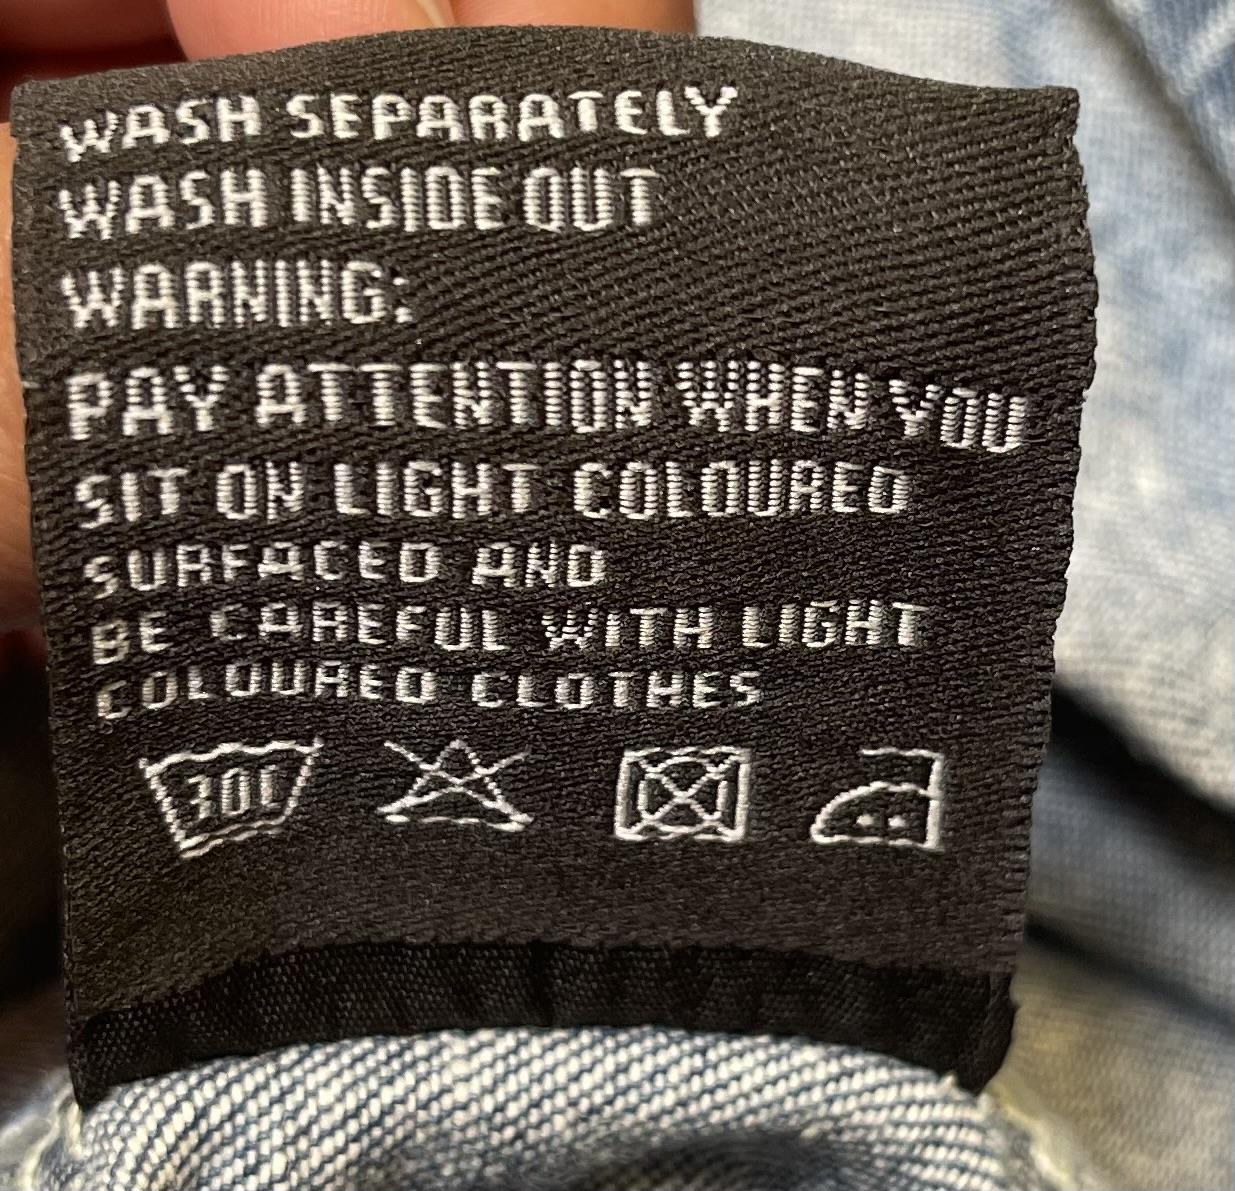 WASH SEPARATELY
WASH INSIDE OUT
WARNING:
PAY ATTENTION WHEN YOU
SIT ON LIGHT COLOURED
SURFACED AND
BE CAREFUL WITH LIGHT
COLOURED CLOTHES
30C